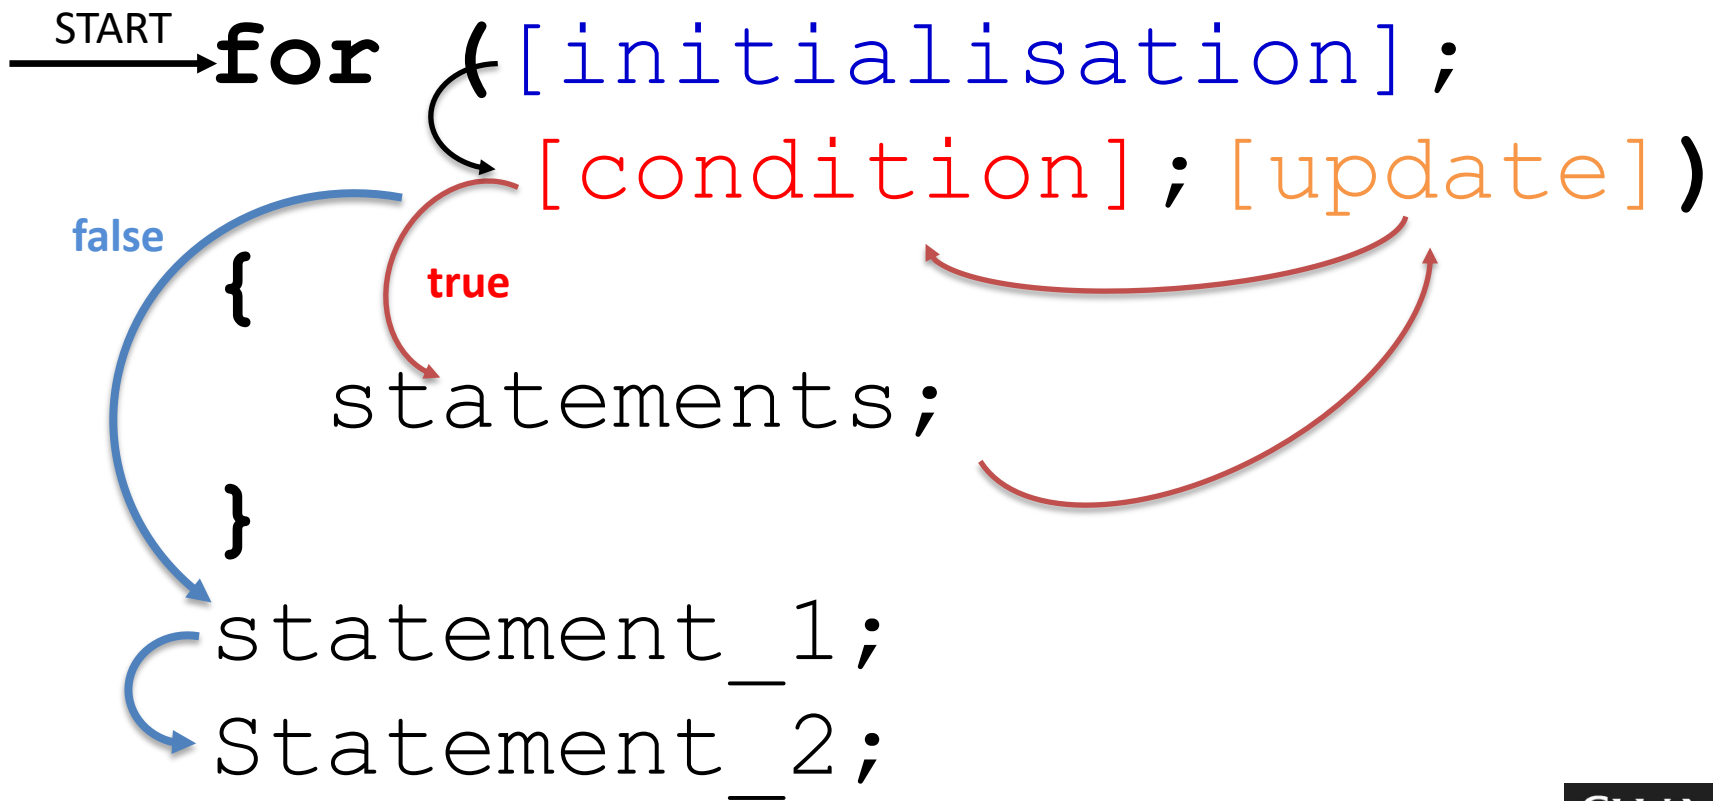 START
for ([initialisation;
[condition];[update])
false
{
true
statements;
}
statement_1;
Statement_2;